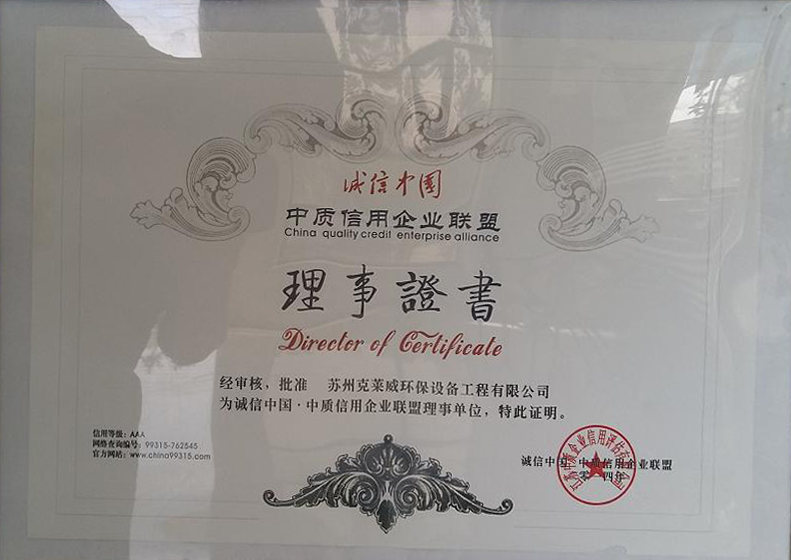 诚信中国
中质信用企业联盟
China quality credit enterprise alliance
理事證書
Director of Certificate
经审核，批准 苏州克莱威环保设备工程有限公司
为诚信中国·中质信用企业联盟理事单位，特此证明。
信用等级：AAA
网络查询编号：99315-762545
官方网站：www.china99315.com
诚信中国·中质信用企业联盟